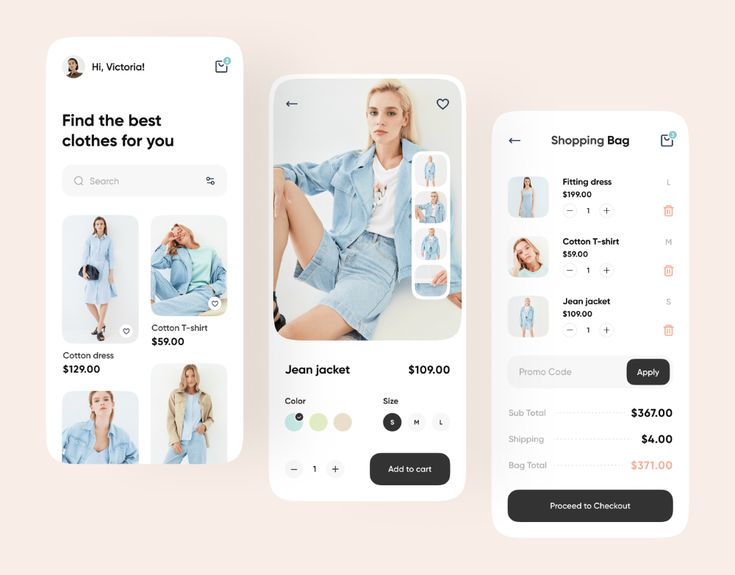 Hi, Victoria!
2
Find the best
clothes for you
Search
Cotton dress
$129.00
Cotton T-shirt
$59.00
Jean jacket
$109.00
Color
Size
S
M
L
1
Add to cart
Shopping Bag
3
Fitting dress
L
$199.00
1
Cotton T-shirt
M
$59.00
1
Jean jacket
S
$109.00
1
Promo Code
Apply
Sub Total
$367.00
Shipping
$4.00
Bag Total
$371.00
Proceed to Checkout